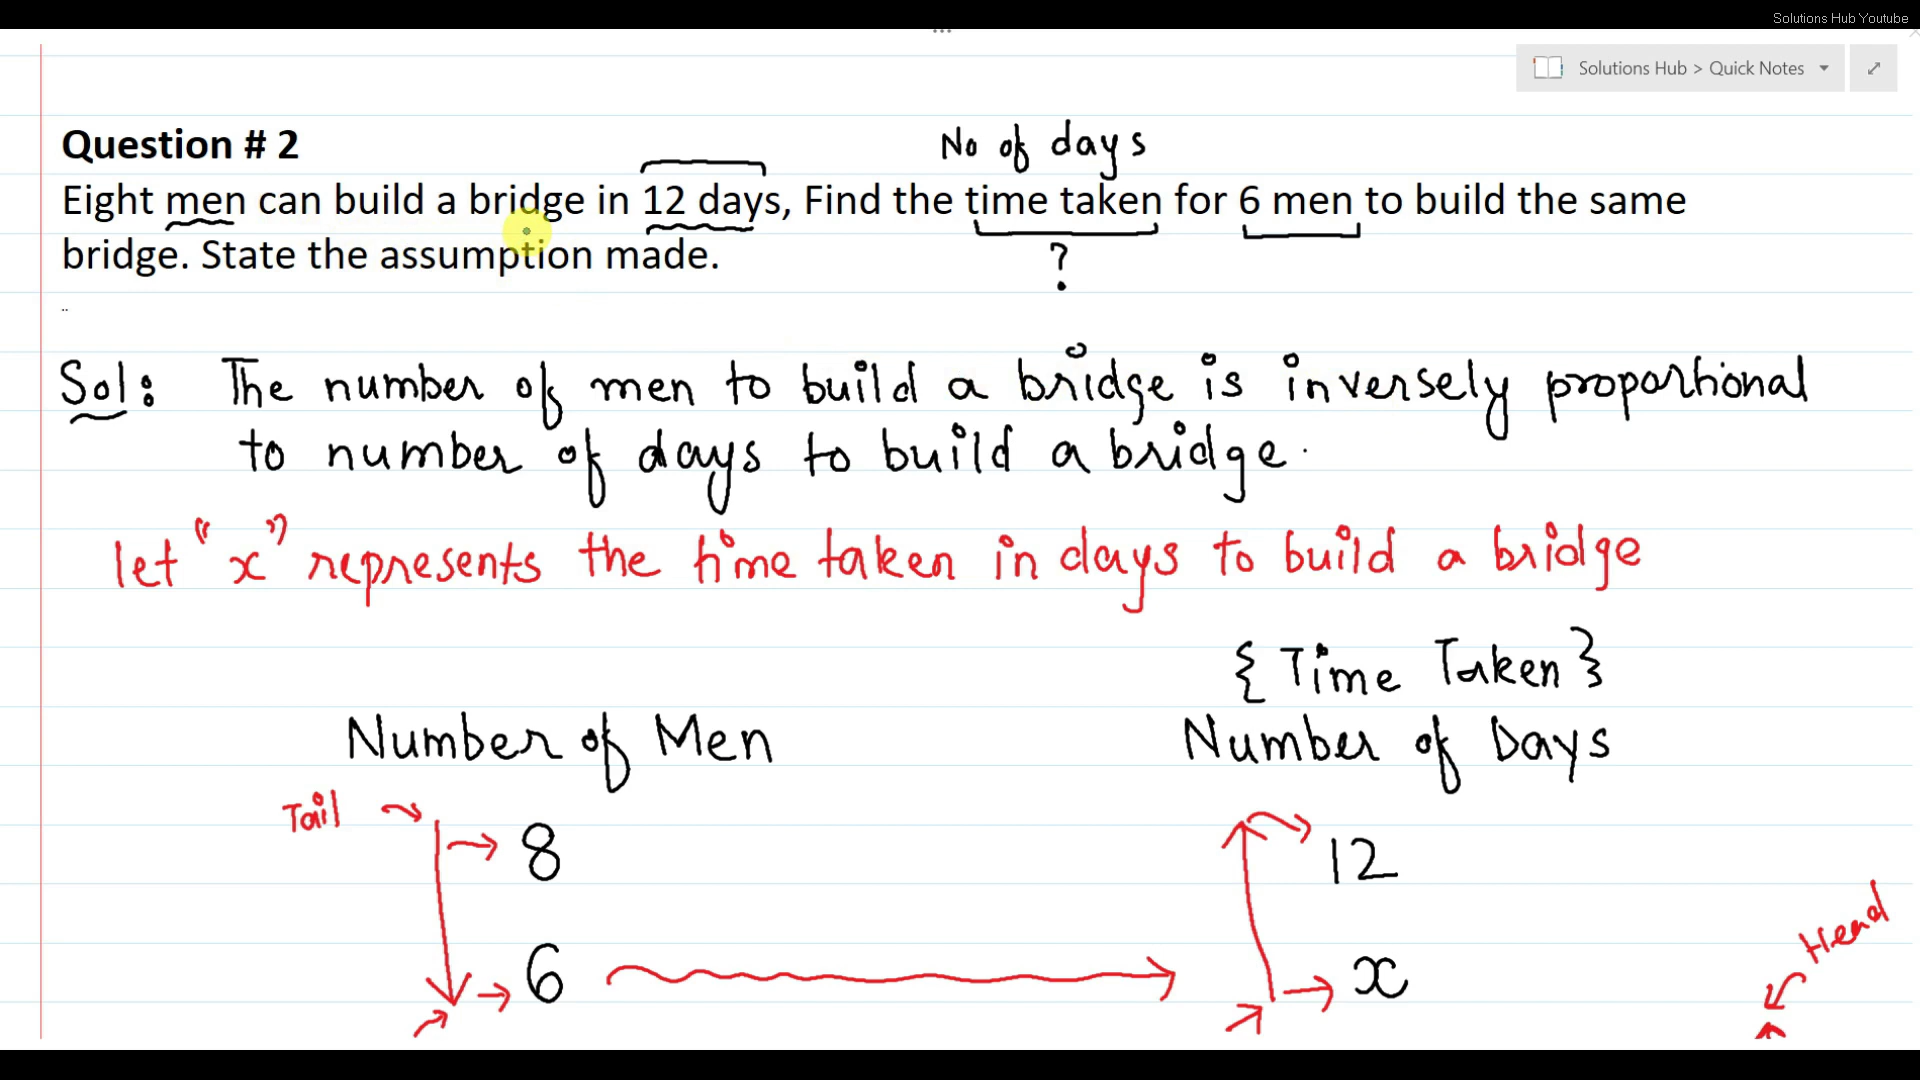 Solutions Hub Youtube
Solutions Hub > Quick Notes
Question # 2
No of days
Eight men can build a bridge in 12 days, Find the time taken for 6 men to build the same
bridge. State the assumption made.
?
Sol: The number of men to build a bridge is inversely proportional
to number of days to build a bridge.
let "x" represents the time taken in days to build a bridge
{ Time Taken }
Number of Men Number of Days
Tail
8 12
Head
6 x